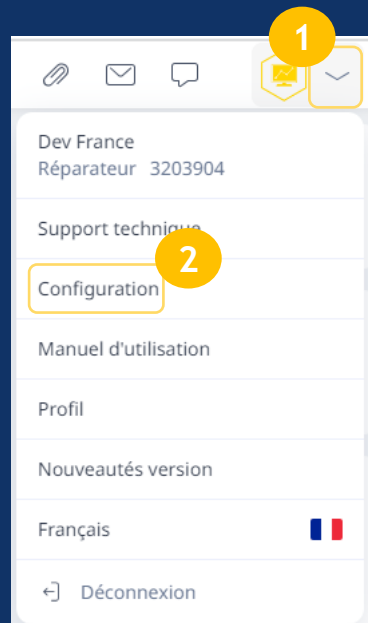 1
Dev France
Réparateur 3203904
Support technique
2
Configuration
Manuel d'utilisation
Profil
Nouveautés version
Français
Déconnexion